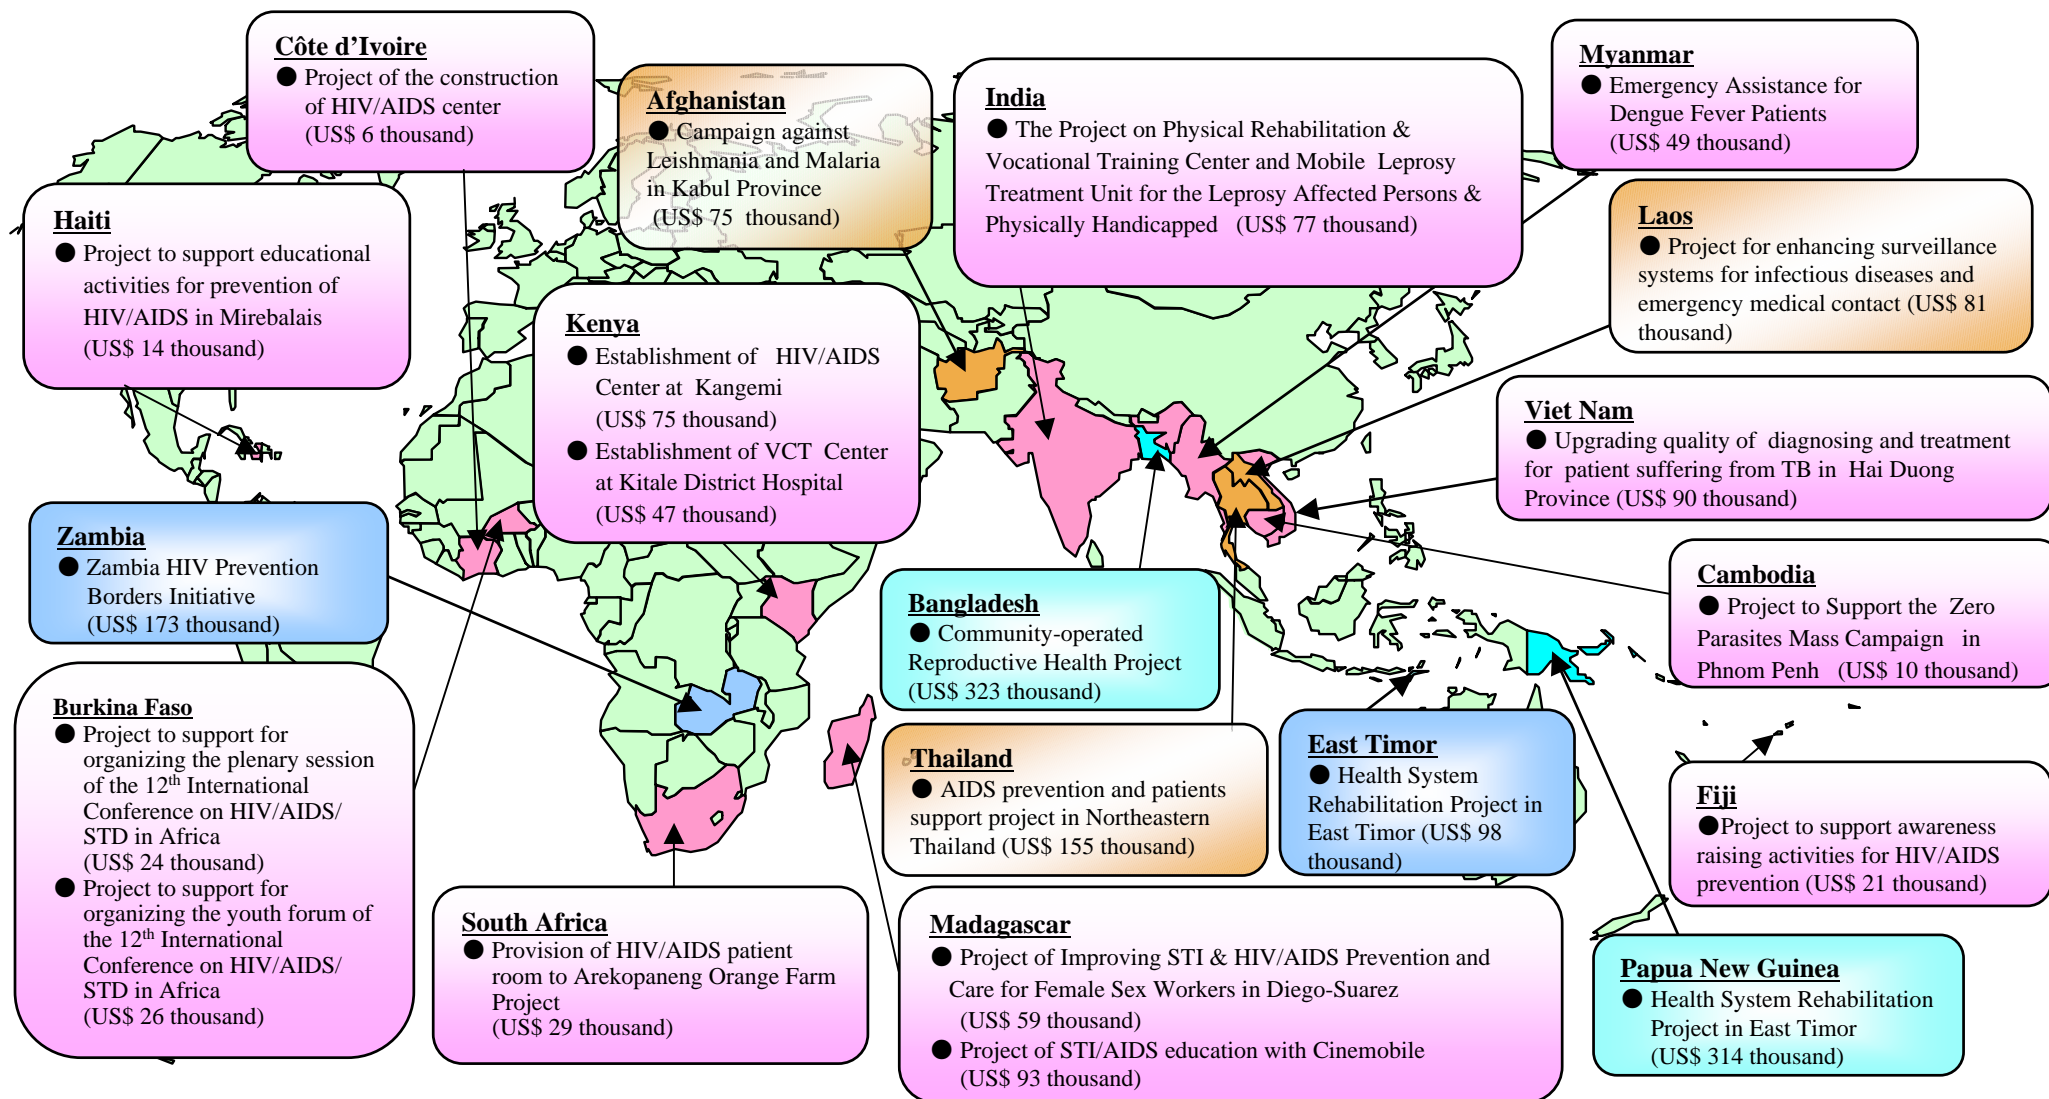 Côte d’Ivoire
● Project of the construction
of HIV/AIDS center
(US$ 6 thousand)
Afghanistan
● Campaign against
Leishmania and Malaria
in Kabul Province
(US$ 75 thousand)
India
● The Project on Physical Rehabilitation &
Vocational Training Center and Mobile Leprosy
Treatment Unit for the Leprosy Affected Persons &
Physically Handicapped (US$ 77 thousand)
Myanmar
● Emergency Assistance for
Dengue Fever Patients
(US$ 49 thousand)
Haiti
● Project to support educational
activities for prevention of
HIV/AIDS in Mirebalais
(US$ 14 thousand)
Laos
● Project for enhancing surveillance
systems for infectious diseases and
emergency medical contact (US$ 81
thousand)
Kenya
● Establishment of HIV/AIDS
Center at Kangemi
(US$ 75 thousand)
● Establishment of VCT Center
at Kitale District Hospital
(US$ 47 thousand)
Viet Nam
● Upgrading quality of diagnosing and treatment
for patient suffering from TB in Hai Duong
Province (US$ 90 thousand)
Zambia
● Zambia HIV Prevention
Borders Initiative
(US$ 173 thousand)
Bangladesh
● Community-operated
Reproductive Health Project
(US$ 323 thousand)
Cambodia
● Project to Support the Zero
Parasites Mass Campaign in
Phnom Penh (US$ 10 thousand)
Burkina Faso
● Project to support for
organizing the plenary session
of the 12th International
Conference on HIV/AIDS/
STD in Africa
(US$ 24 thousand)
● Project to support for
organizing the youth forum of
the 12th International
Conference on HIV/AIDS/
STD in Africa
(US$ 26 thousand)
Thailand
● AIDS prevention and patients
support project in Northeastern
Thailand (US$ 155 thousand)
East Timor
● Health System
Rehabilitation Project in
East Timor (US$ 98
thousand)
Fiji
●Project to support awareness
raising activities for HIV/AIDS
prevention (US$ 21 thousand)
South Africa
● Provision of HIV/AIDS patient
room to Arekopaneng Orange Farm
Project
(US$ 29 thousand)
Madagascar
● Project of Improving STI & HIV/AIDS Prevention and
Care for Female Sex Workers in Diego-Suarez
(US$ 59 thousand)
● Project of STI/AIDS education with Cinemobile
(US$ 93 thousand)
Papua New Guinea
● Health System Rehabilitation
Project in East Timor
(US$ 314 thousand)